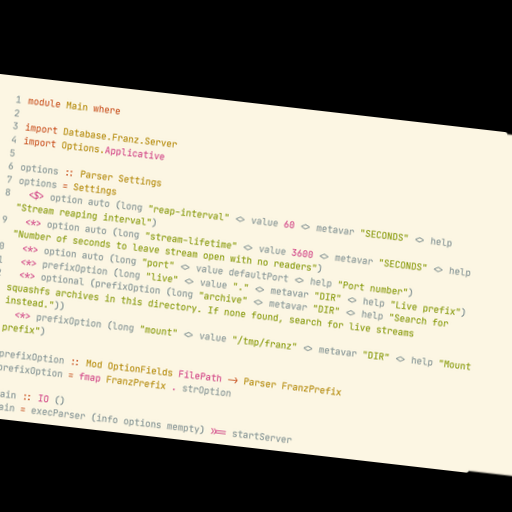 1 module Main where
2
3 import Database.Franz.Server
4 import Options.Applicative
5
6 options :: Parser Settings
7 options = Settings
8   <$> option auto (long "reap-interval" <> value 60 <> metavar "SECONDS" <> help
"Stream reaping interval")
9   <*> option auto (long "stream-lifetime" <> value 3600 <> metavar "SECONDS" <> help
"Number of seconds to leave stream open with no readers")
0   <*> option auto (long "port" <> value defaultPort <> help "Port number")
<*> prefixOption (long "live" <> value "." <> metavar "DIR" <> help "Live prefix")
<*> optional (prefixOption (long "archive" <> metavar "DIR" <> help "Search for
squashfs archives in this directory. If none found, search for live streams
instead."))
<*> prefixOption (long "mount" <> value "/tmp/franz" <> metavar "DIR" <> help "Mount
prefix")
prefixOption :: Mod OptionFields FilePath -> Parser FranzPrefix
prefixOption = fmap FranzPrefix . strOption
ain :: IO ()
ain = execParser (info options mempty) >>= startServer